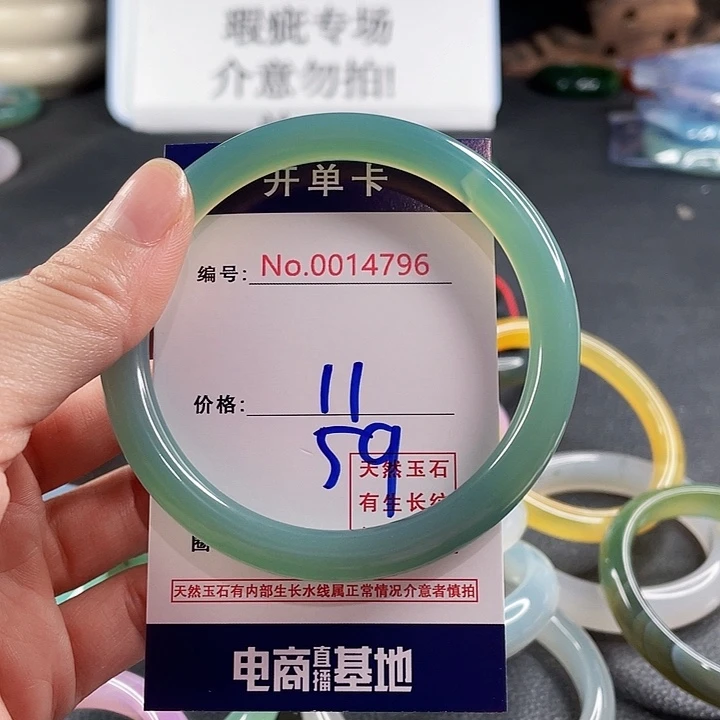 瑕疵专场
介意勿拍!
开单卡
编号: No.0014796
价格: 11
59
天然玉石
有生长纹
圈
天然玉石有内部生长水线属正常情况介意者慎拍
电商直播基地